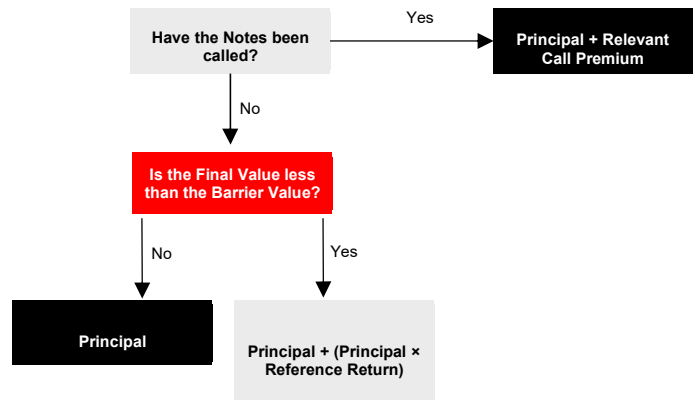 Have the Notes been
called?
Yes
Principal + Relevant
Call Premium
No
Is the Final Value less
than the Barrier Value?
No
Yes
Principal
Principal + (Principal ×
Reference Return)